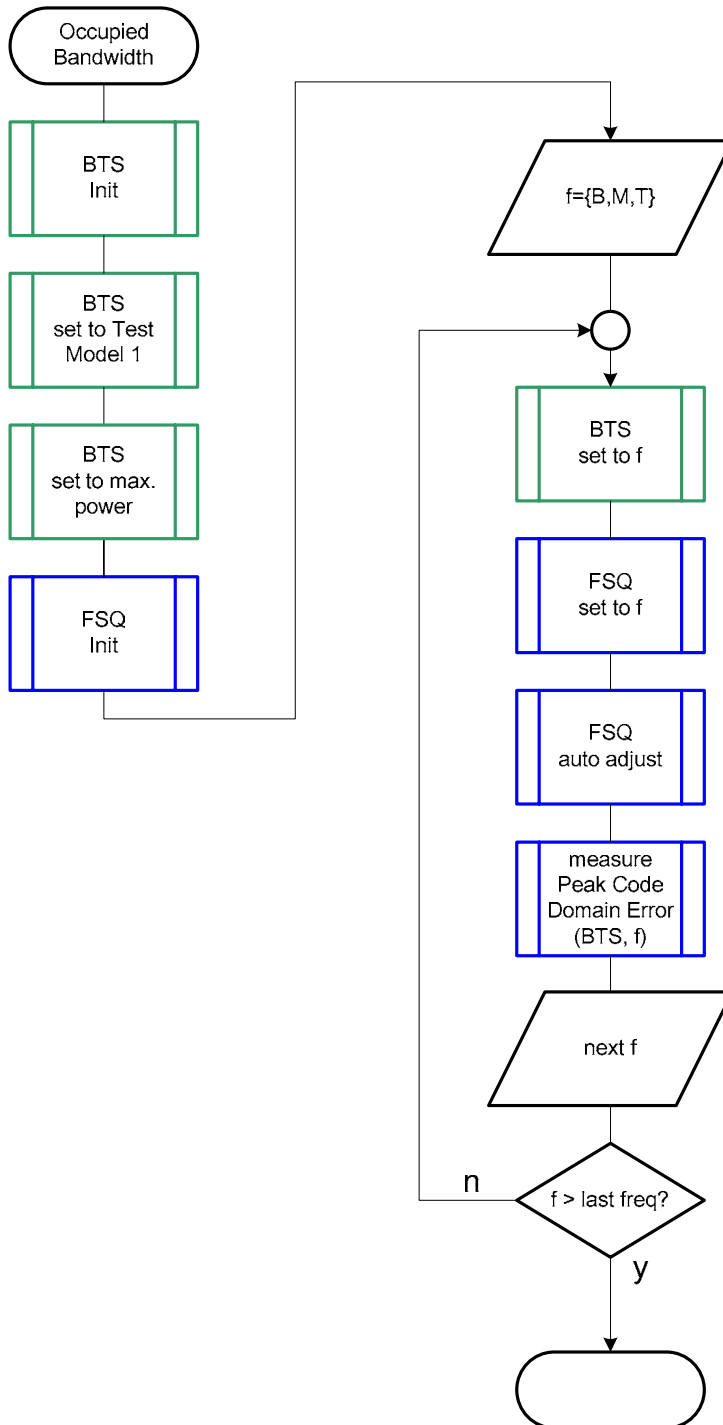 Occupied
Bandwidth
BTS
Init
BTS
set to Test
Model 1
BTS
set to max.
power
FSQ
Init
f={B,M,T}
BTS
set to f
FSQ
set to f
FSQ
auto adjust
measure
Peak Code
Domain Error
(BTS, f)
next f
f > last freq?
n
y